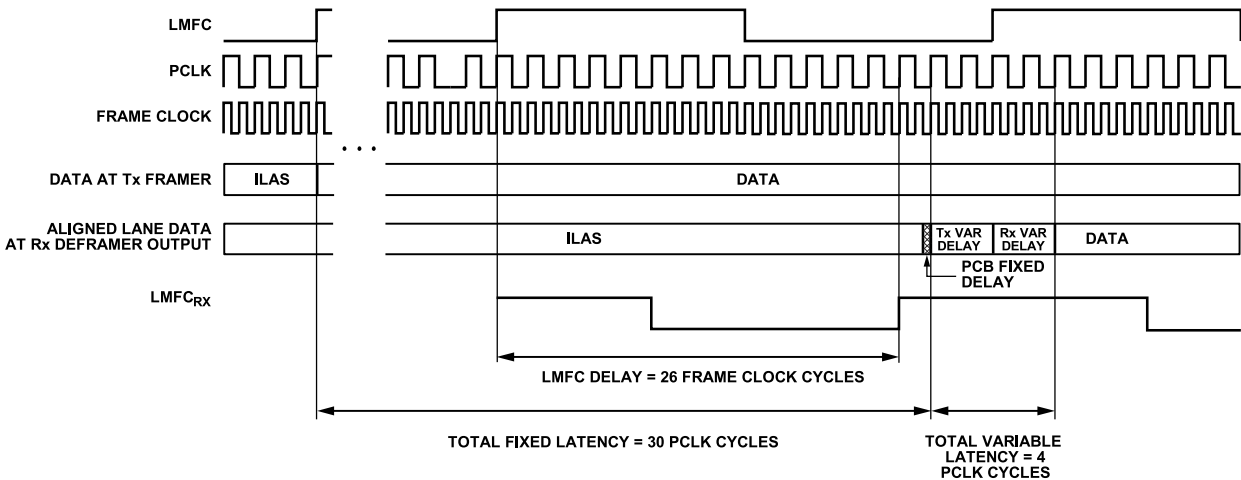 LMFC
PCLK
FRAME CLOCK
. . .
DATA AT Tx FRAMER
ILAS
DATA
ALIGNED LANE DATA
AT Rx DEFRAMER OUTPUT
ILAS
Tx VAR
DELAY
Rx VAR
DELAY
DATA
PCB FIXED
DELAY
LMFCRX
LMFC DELAY = 26 FRAME CLOCK CYCLES
TOTAL FIXED LATENCY = 30 PCLK CYCLES
TOTAL VARIABLE
LATENCY = 4
PCLK CYCLES